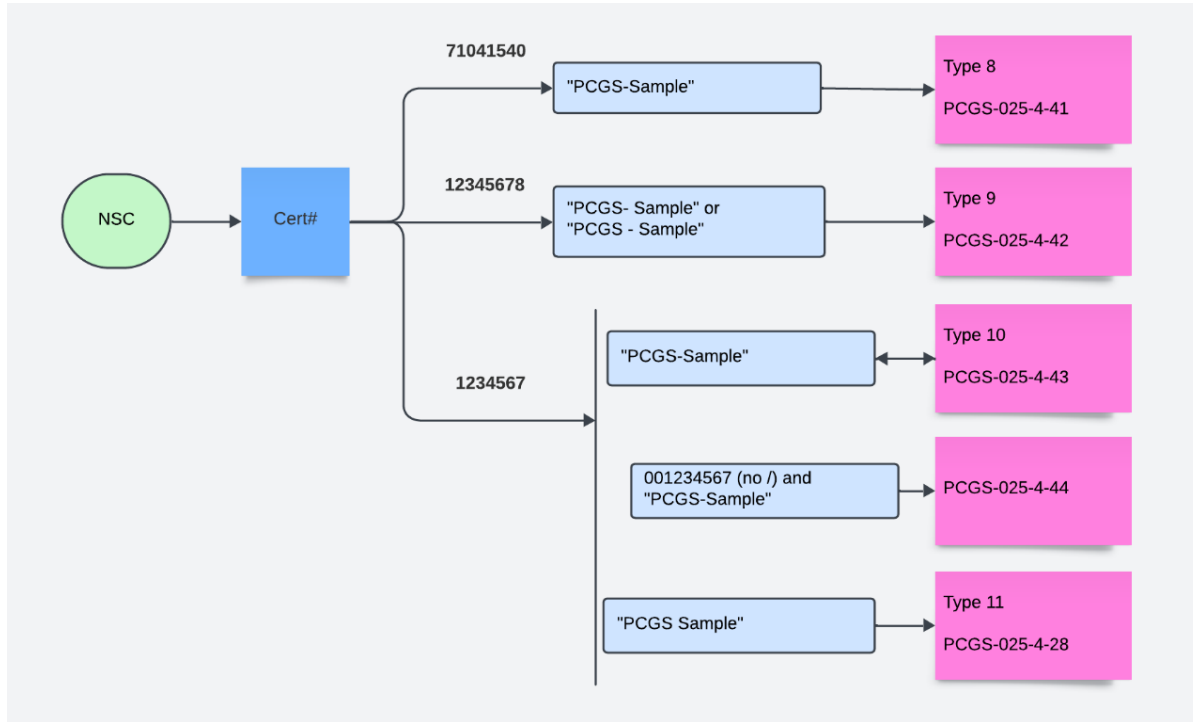 71041540
"PCGS-Sample"
Type 8
PCGS-025-4-41
NSC
Cert#
12345678
"PCGS- Sample" or
"PCGS - Sample"
Type 9
PCGS-025-4-42
1234567
"PCGS-Sample"
Type 10
PCGS-025-4-43
001234567 (no /) and
"PCGS-Sample"
PCGS-025-4-44
"PCGS Sample"
Type 11
PCGS-025-4-28